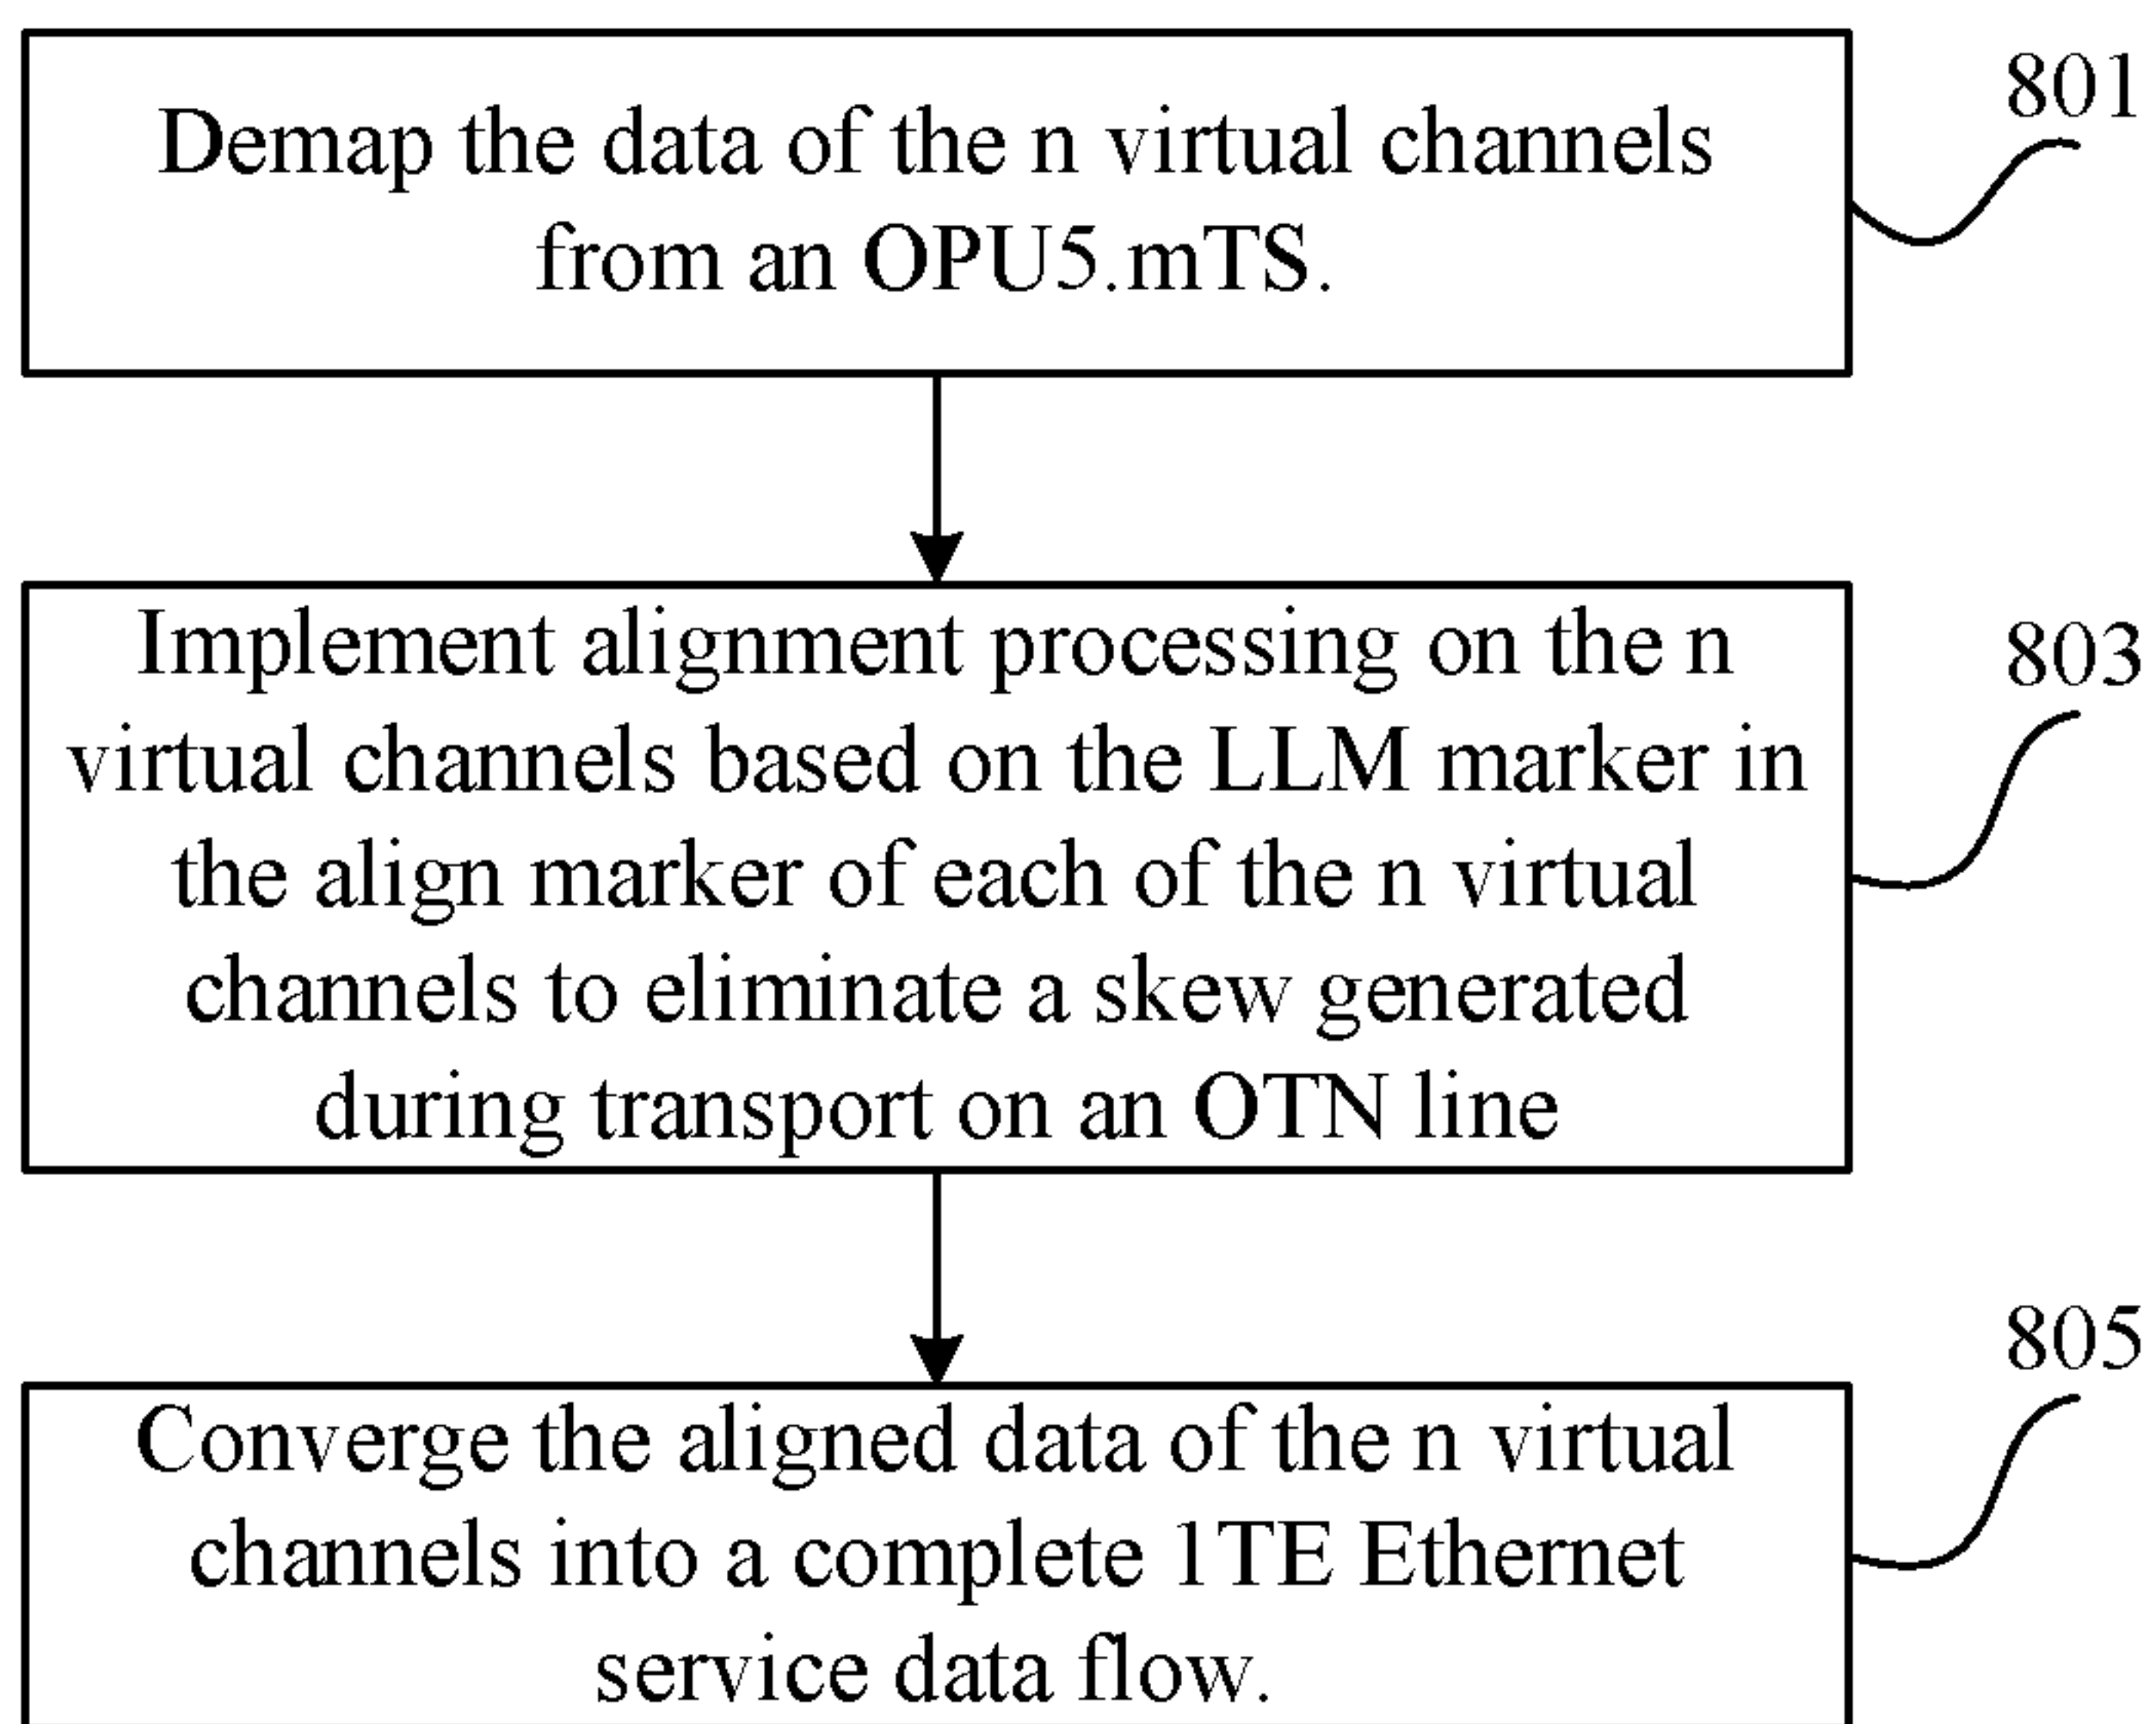 Demap the data of the n virtual channels
from an OPU5.mTS.
801
Implement alignment processing on the n
virtual channels based on the LLM marker in
the align marker of each of the n virtual
channels to eliminate a skew generated
during transport on an OTN line
803
Converge the aligned data of the n virtual
channels into a complete 1TE Ethernet
service data flow.
805